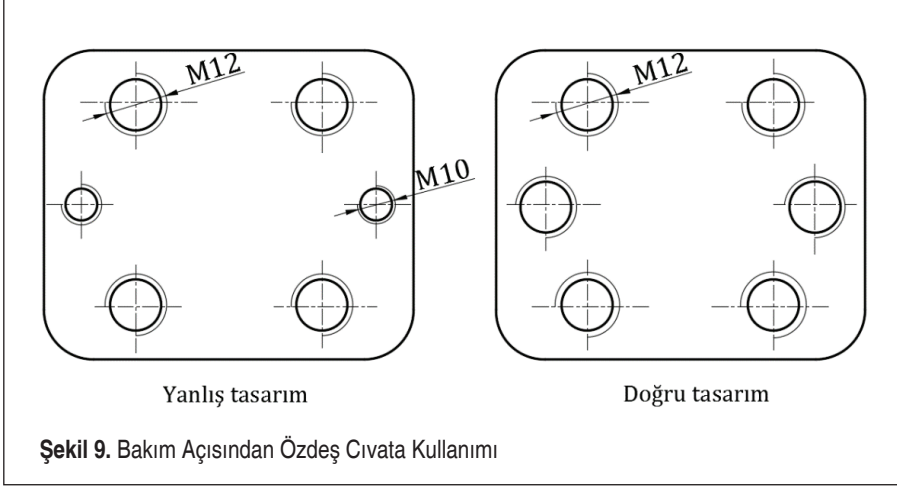 M12
M10
M12
Yanlış tasarım
Doğru tasarım
Şekil 9. Bakım Açısından Özdeş Cıvata Kullanımı